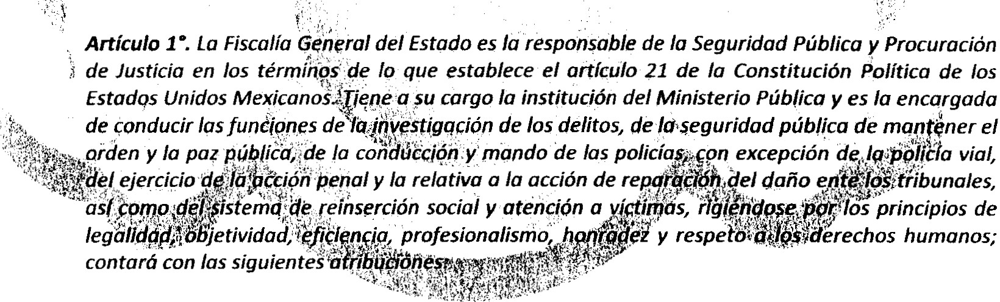 Artículo 1°. La Fiscalía General del Estado es la responsable de la Seguridad Pública y Procuración
de Justicia en los términos de lo que establece el artículo 21 de la Constitución Política de los
Estados Unidos Mexicanos. Tiene a su cargo la institución del Ministerio Pública y es la encargada
de conducir las funciones de la investigación de los delitos, de la seguridad pública de mantener el
orden y la paz pública, de la conducción y mando de las policías, con excepción de la policía vial,
del ejercicio de la acción penal y la relativa a la acción de reparación del daño ente los tribunales,
así como del sistema de reinserción social y atención a víctimas, rigiéndose por los principios de
legalidad, objetividad, eficiencia, profesionalismo, honradez y respeto a los derechos humanos;
contará con las siguientes atribuciones: